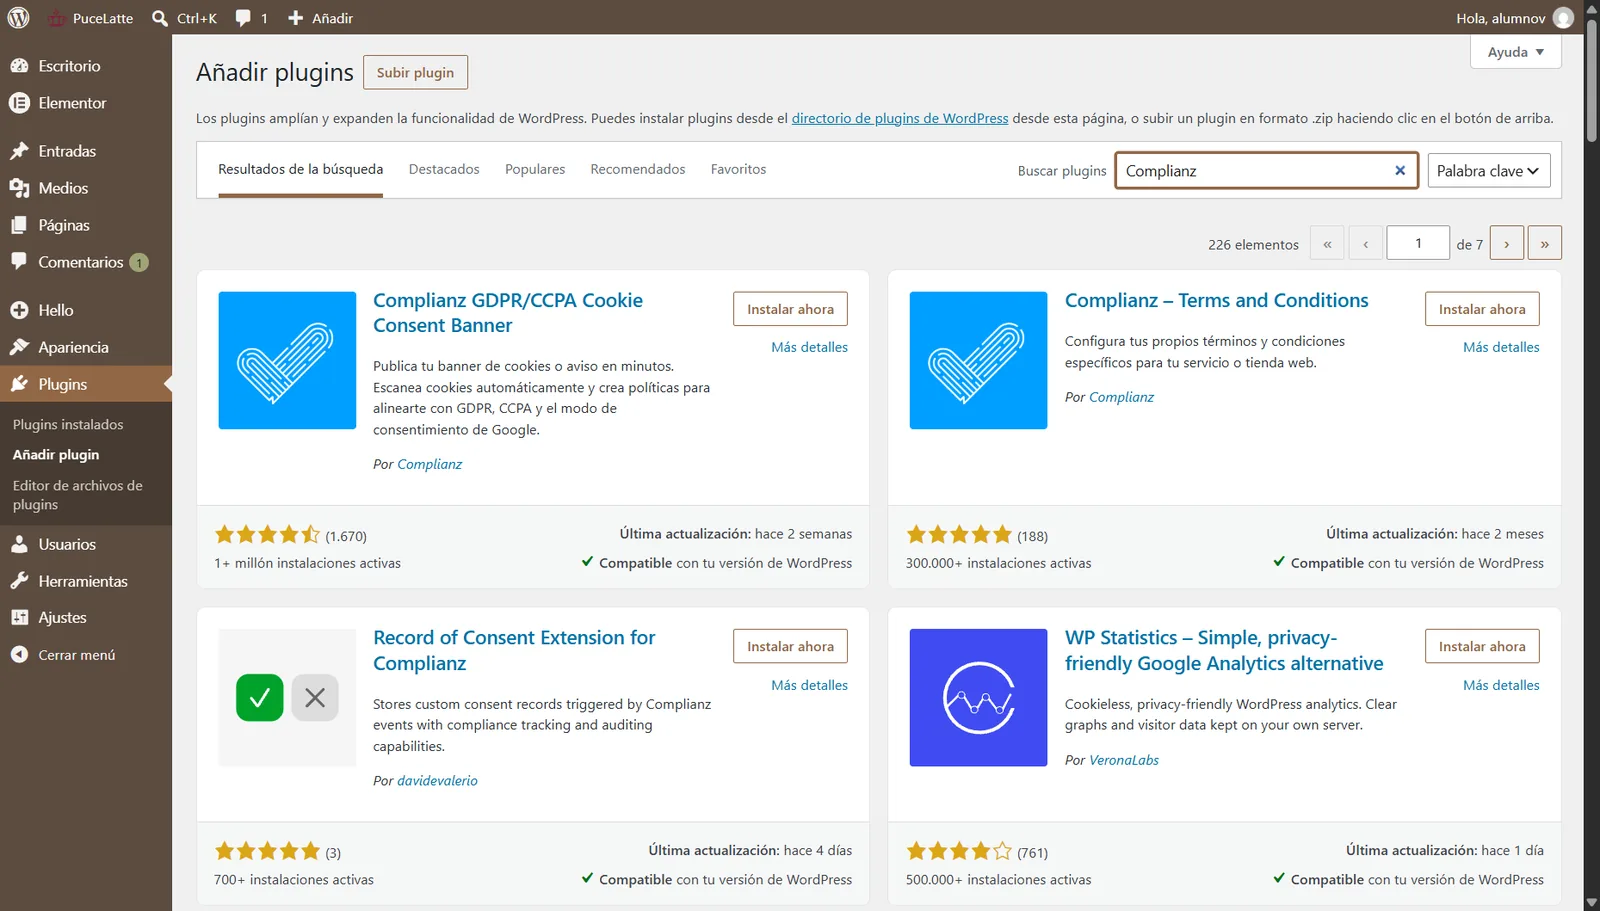 PuceLatte
Ctrl+K
1
Añadir
Hola, alumnov
Escritorio
Elementor
Entradas
Medios
Páginas
Comentarios 1
Hello
Apariencia
Plugins
Plugins instalados
Añadir plugin
Editor de archivos de
plugins
Usuarios
Herramientas
Ajustes
Cerrar menú
Ayuda
Añadir plugins
Subir plugin
Los plugins amplían y expanden la funcionalidad de WordPress. Puedes instalar plugins desde el directorio de plugins de WordPress desde esta página, o subir un plugin en formato .zip haciendo clic en el botón de arriba.
Resultados de la búsqueda
Destacados
Populares
Recomendados
Favoritos
Buscar plugins
Complianz
Palabra clave
226 elementos « ‹ 1 de 7 › »
Complianz GDPR/CCPA Cookie
Consent Banner
Instalar ahora
Más detalles
Publica tu banner de cookies o aviso en minutos.
Escanea cookies automáticamente y crea políticas para
alinearte con GDPR, CCPA y el modo de
consentimiento de Google.
Por Complianz
(1.670)
1+ millón instalaciones activas
Última actualización: hace 2 semanas
Compatible con tu versión de WordPress
Complianz – Terms and Conditions
Instalar ahora
Más detalles
Configura tus propios términos y condiciones
específicos para tu servicio o tienda web.
Por Complianz
(188)
300.000+ instalaciones activas
Última actualización: hace 2 meses
Compatible con tu versión de WordPress
Record of Consent Extension for
Complianz
Instalar ahora
Más detalles
Stores custom consent records triggered by Complianz
events with compliance tracking and auditing
capabilities.
Por davidevalerio
(3)
700+ instalaciones activas
Última actualización: hace 4 días
Compatible con tu versión de WordPress
WP Statistics – Simple, privacy-
friendly Google Analytics alternative
Instalar ahora
Más detalles
Cookieless, privacy-friendly WordPress analytics. Clear
graphs and visitor data kept on your own server.
Por VeronaLabs
(761)
500.000+ instalaciones activas
Última actualización: hace 1 día
Compatible con tu versión de WordPress